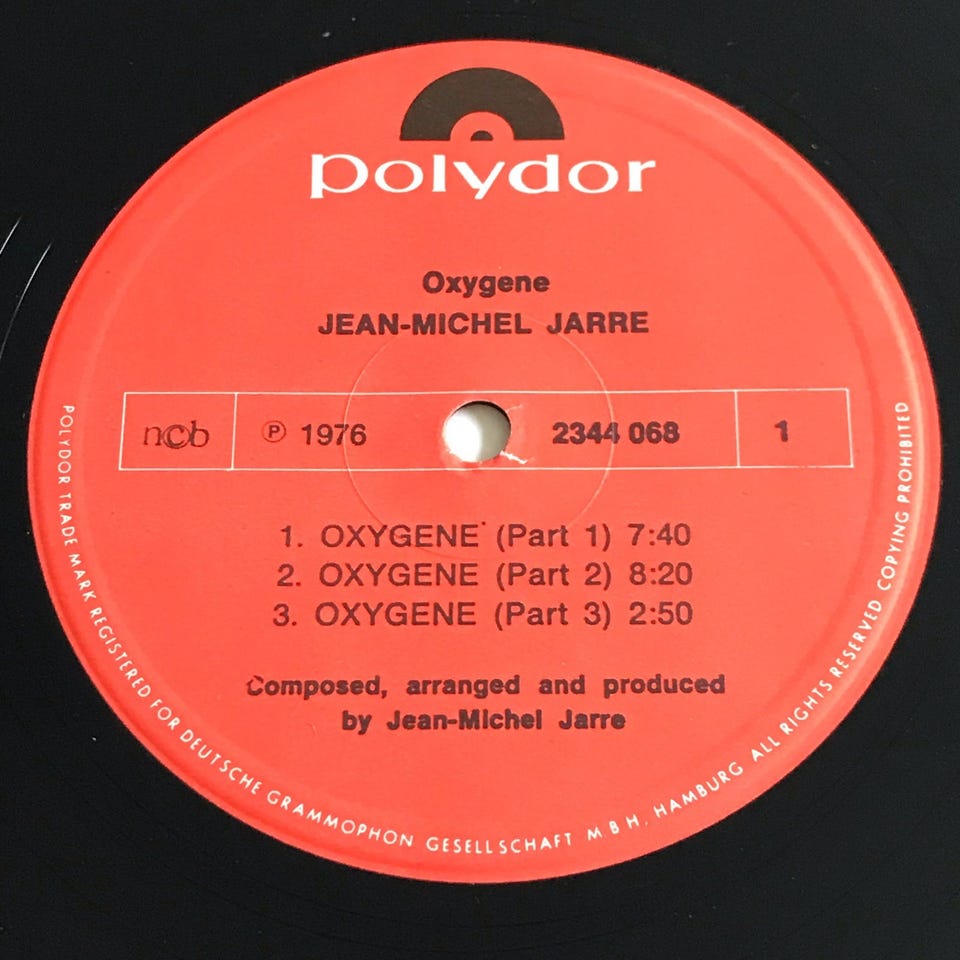 polydor
Oxygene
JEAN-MICHEL JARRE
ncb ℗ 1976 2344 068 1
1. OXYGENE (Part 1) 7:40
2. OXYGENE (Part 2) 8:20
3. OXYGENE (Part 3) 2:50
Composed, arranged and produced
by Jean-Michel Jarre
POLYDOR TRADE MARK REGISTERED FOR DEUTSCHE GRAMMOPHON GESELLSCHAFT M B H, HAMBURG ALL RIGHTS RESERVED COPYING PROHIBITED